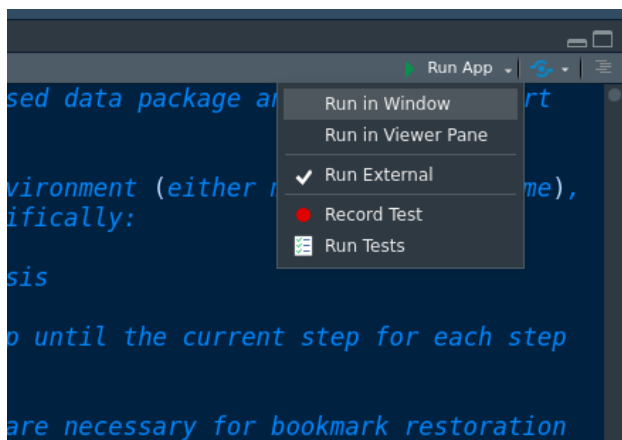 Run App
sed data package a rt
Run in Window
Run in Viewer Pane
vironment (either me),
Run External
ifically:
Record Test
Run Tests
sis
until the current step for each step
are necessary for bookmark restoration